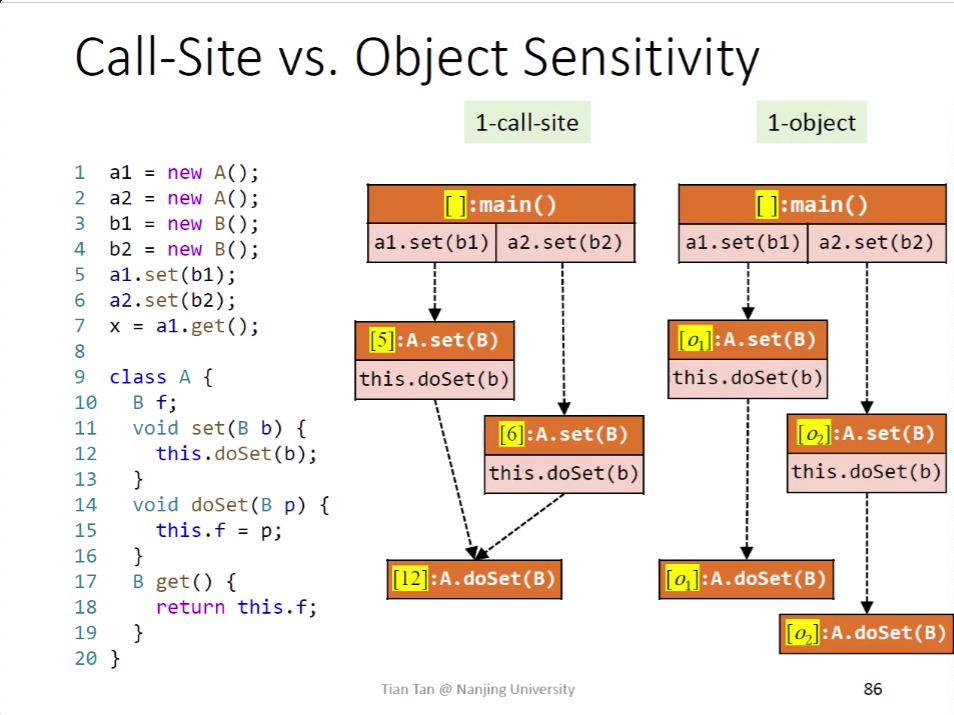 Call-Site vs. Object Sensitivity
1-call-site
1-object
1 a1 = new A();
2 a2 = new A();
3 b1 = new B();
4 b2 = new B();
5 a1.set(b1);
6 a2.set(b2);
7 x = a1.get();
8
9 class A {
10 B f;
11 void set(B b) {
12 this.doSet(b);
13 }
14 void doSet(B p) {
15 this.f = p;
16 }
17 B get() {
18 return this.f;
19 }
20 }
[ ]:main()
a1.set(b1) a2.set(b2)
[5]:A.set(B)
this.doSet(b)
[6]:A.set(B)
this.doSet(b)
[12]:A.doSet(B)
[ ]:main()
a1.set(b1) a2.set(b2)
[o1]:A.set(B)
this.doSet(b)
[o2]:A.set(B)
this.doSet(b)
[o1]:A.doSet(B)
[o2]:A.doSet(B)
Tian Tan @ Nanjing University
86